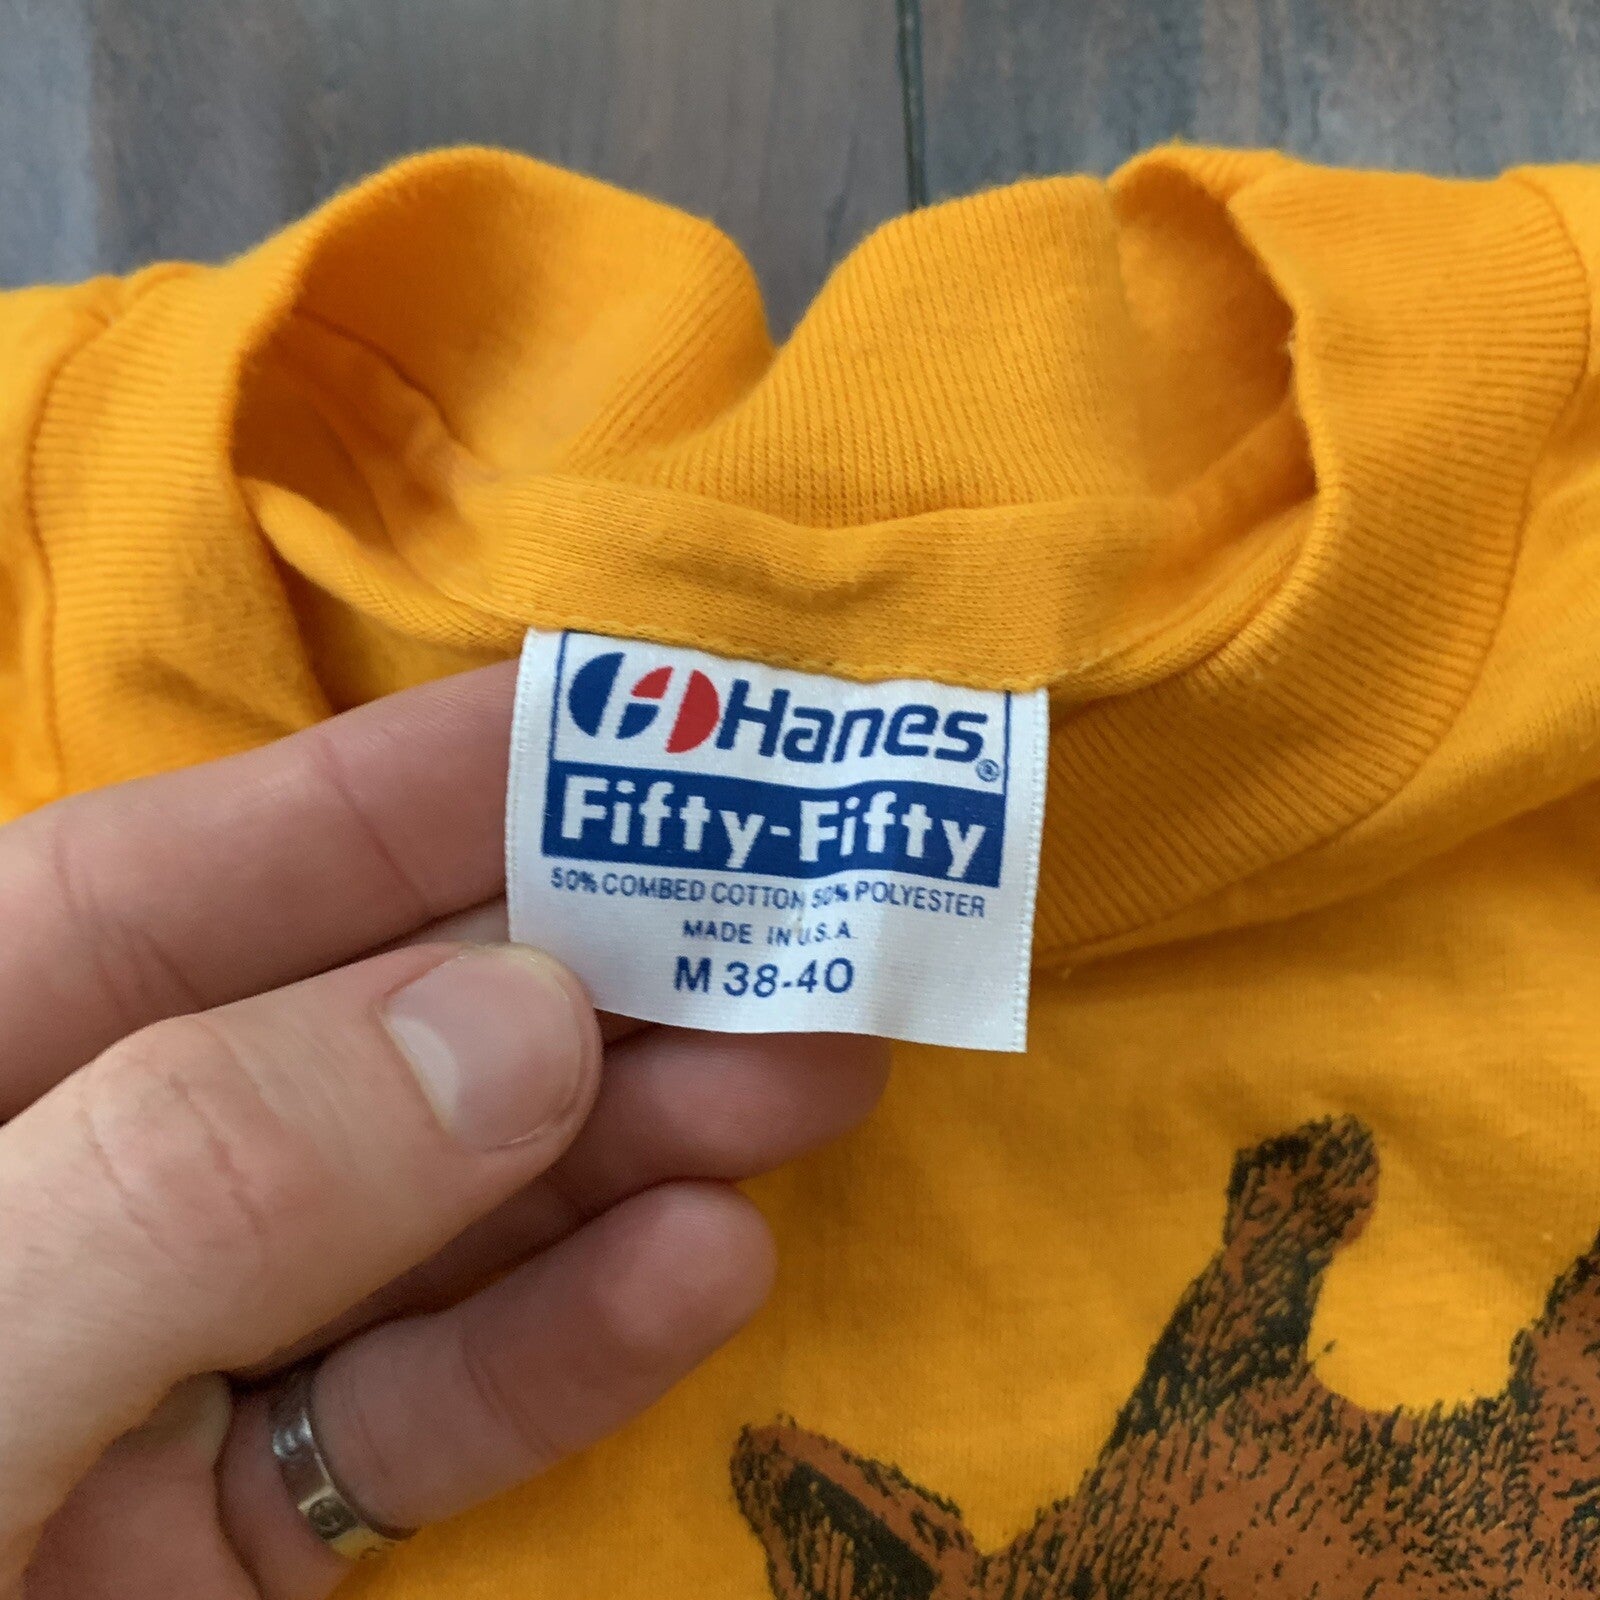 Hanes®
Fifty-Fifty
50% COMBED COTTON 50% POLYESTER
MADE IN U.S.A.
M 38-40